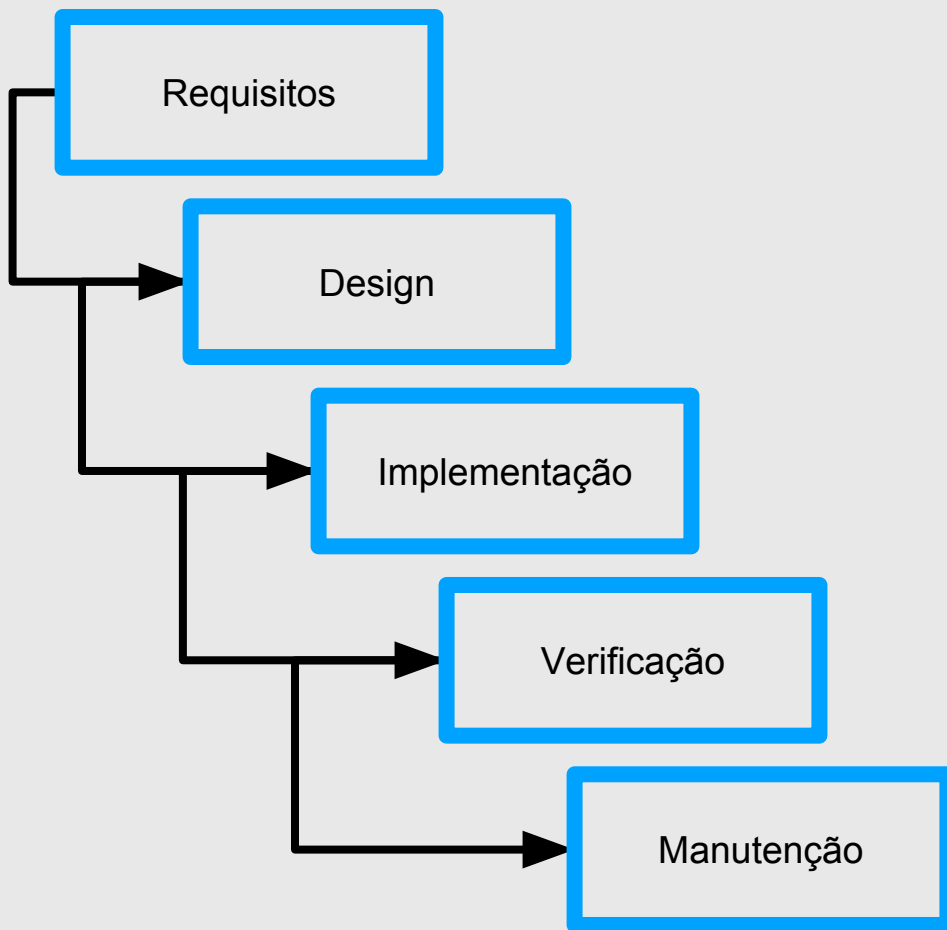 Requisitos
Design
Implementação
Verificação
Manutenção